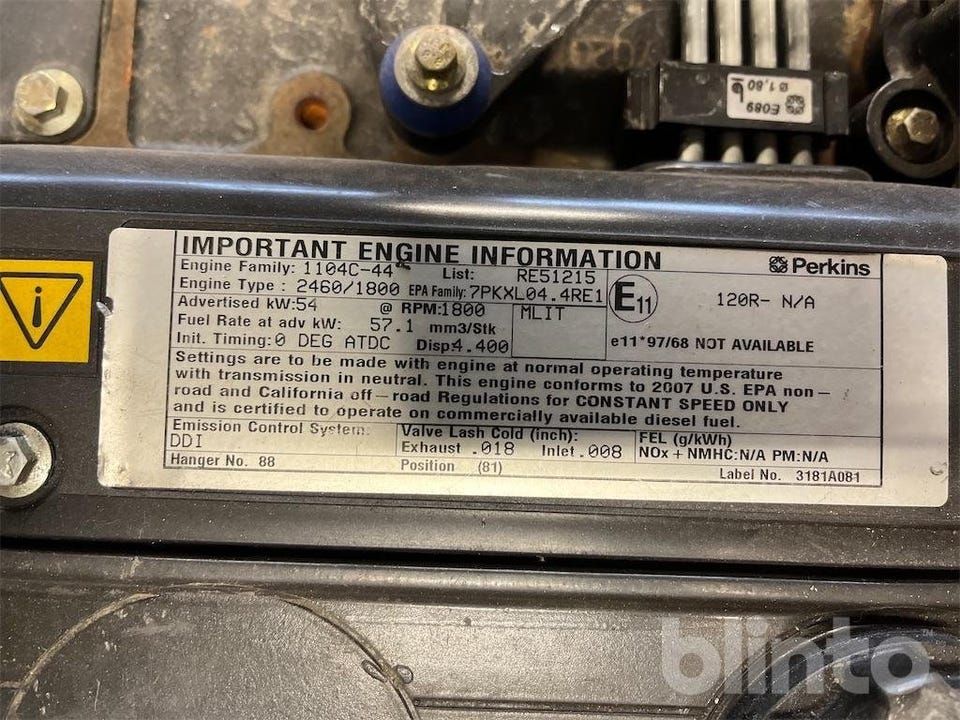 E089
Ø 1,80
IMPORTANT ENGINE INFORMATION
Perkins
Engine Family: 1104C-44 List: RE51215
Engine Type : 2460/1800 EPA Family: 7PKXL04.4RE1
E11
120R- N/A
Advertised kW:54 @ RPM:1800
MLIT
Fuel Rate at adv kW: 57.1 mm3/Stk
Init. Timing:0 DEG ATDC Disp4.400
e11*97/68 NOT AVAILABLE
Settings are to be made with engine at normal operating temperature
with transmission in neutral. This engine conforms to 2007 U.S. EPA non-
road and California off-road Regulations for CONSTANT SPEED ONLY
and is certified to operate on commercially available diesel fuel.
Emission Control System:
DDI
Valve Lash Cold (inch):
Exhaust .018 Inlet .008
FEL (g/kWh)
NOx + NMHC:N/A PM:N/A
Hanger No. 88
Position (81)
Label No. 3181A081
blinto